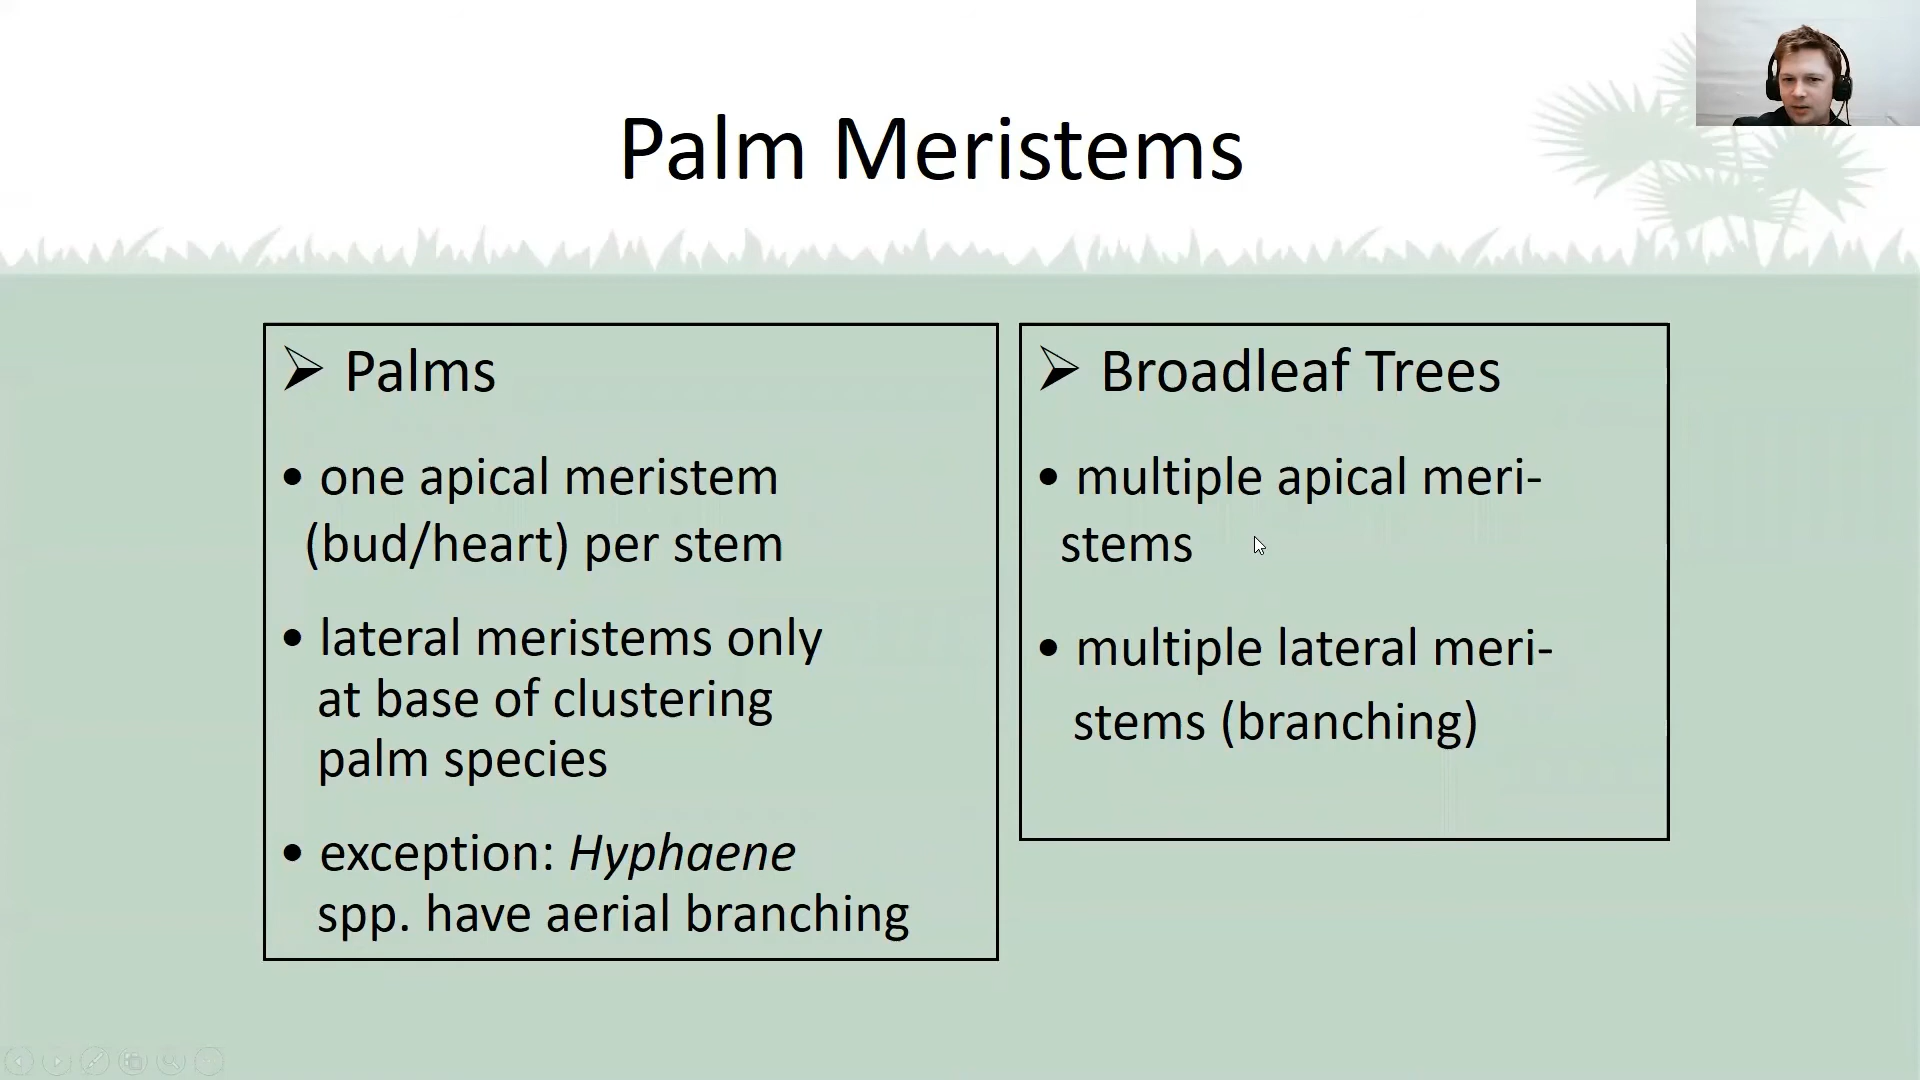 Palm Meristems
➢ Palms
• one apical meristem
(bud/heart) per stem
• lateral meristems only
at base of clustering
palm species
• exception: Hyphaene
spp. have aerial branching
➢ Broadleaf Trees
• multiple apical meri-
stems
• multiple lateral meri-
stems (branching)